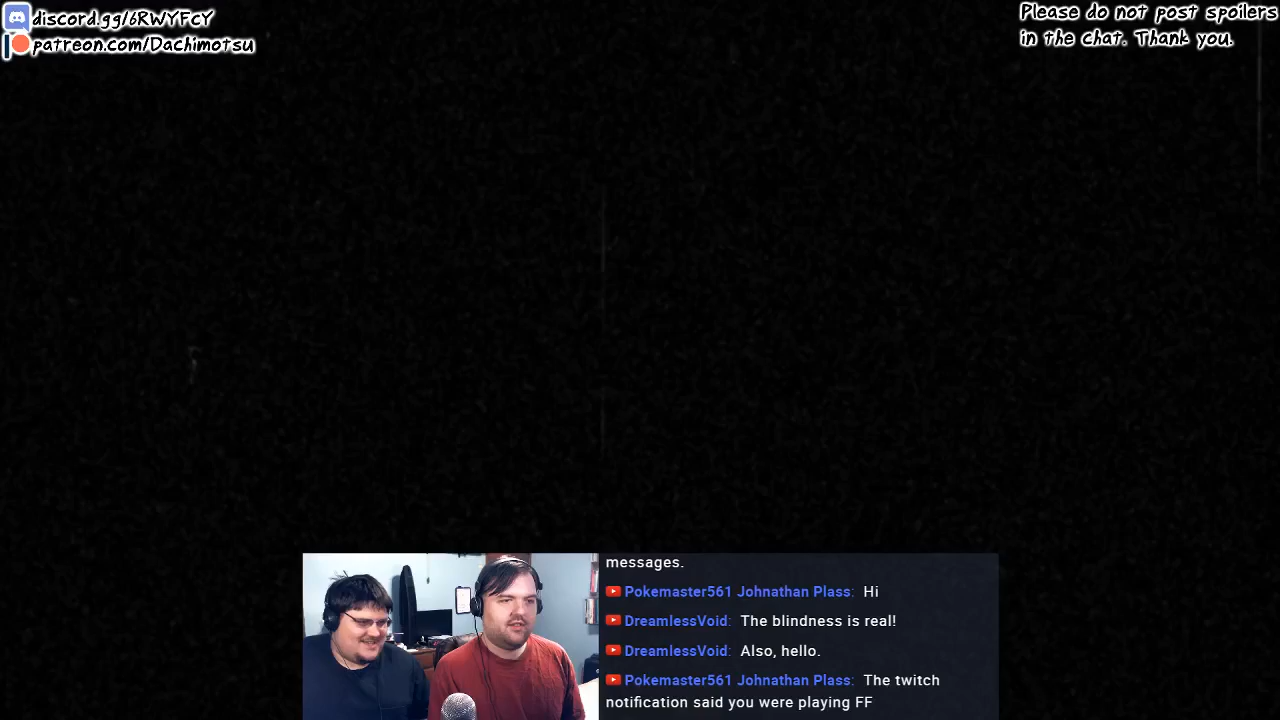 discord.gg/6RWYFcY
patreon.com/Dachimotsu
Please do not post spoilers
in the chat. Thank you.
messages.
Pokemaster561 Johnathan Plass: Hi
DreamlessVoid: The blindness is real!
DreamlessVoid: Also, hello.
Pokemaster561 Johnathan Plass: The twitch
notification said you were playing FF